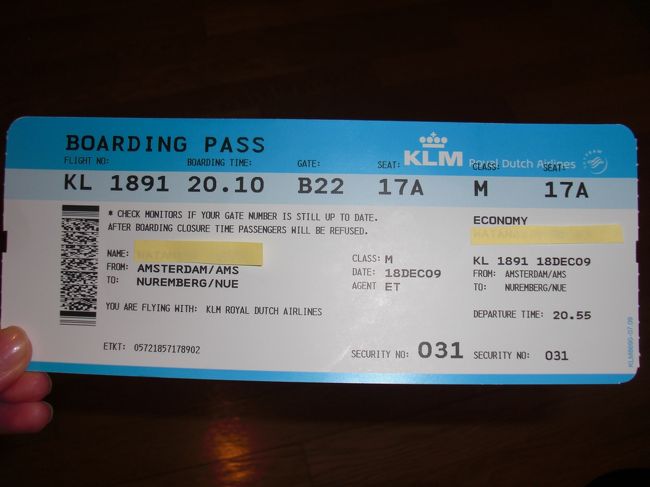 BOARDING PASS
KLM Royal Dutch Airlines
FLIGHT NO: BOARDING TIME: GATE: SEAT: CLASS: SEAT:
KL 1891 20.10 B22 17A M 17A
* CHECK MONITORS IF YOUR GATE NUMBER IS STILL UP TO DATE.
AFTER BOARDING CLOSURE TIME PASSENGERS WILL BE REFUSED.
ECONOMY
NAME:
FROM: AMSTERDAM/AMS
TO: NUREMBERG/NUE
CLASS: M
DATE: 18DEC09
AGENT ET
KL 1891 18DEC09
FROM: AMSTERDAM/AMS
TO: NUREMBERG/NUE
YOU ARE FLYING WITH: KLM ROYAL DUTCH AIRLINES
DEPARTURE TIME: 20.55
ETKT: 05721857178902
SECURITY NO: 031
SECURITY NO: 031